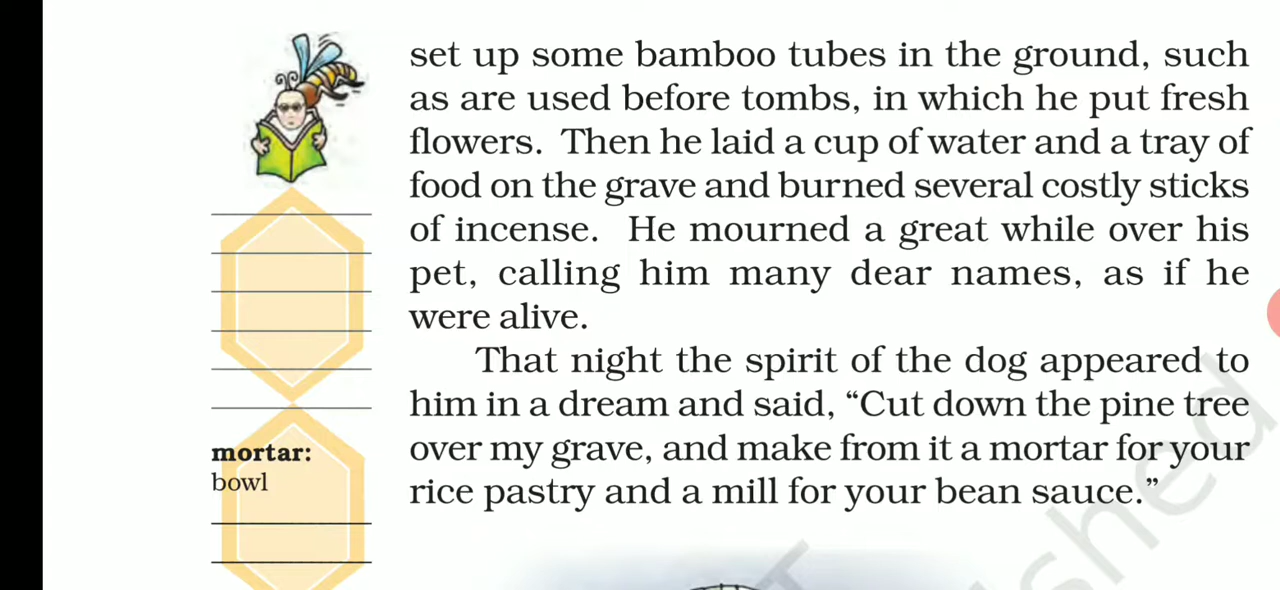 set up some bamboo tubes in the ground, such
as are used before tombs, in which he put fresh
flowers. Then he laid a cup of water and a tray of
food on the grave and burned several costly sticks
of incense. He mourned a great while over his
pet, calling him many dear names, as if he
were alive.
That night the spirit of the dog appeared to
him in a dream and said, “Cut down the pine tree
over my grave, and make from it a mortar for your
rice pastry and a mill for your bean sauce.”
mortar:
bowl